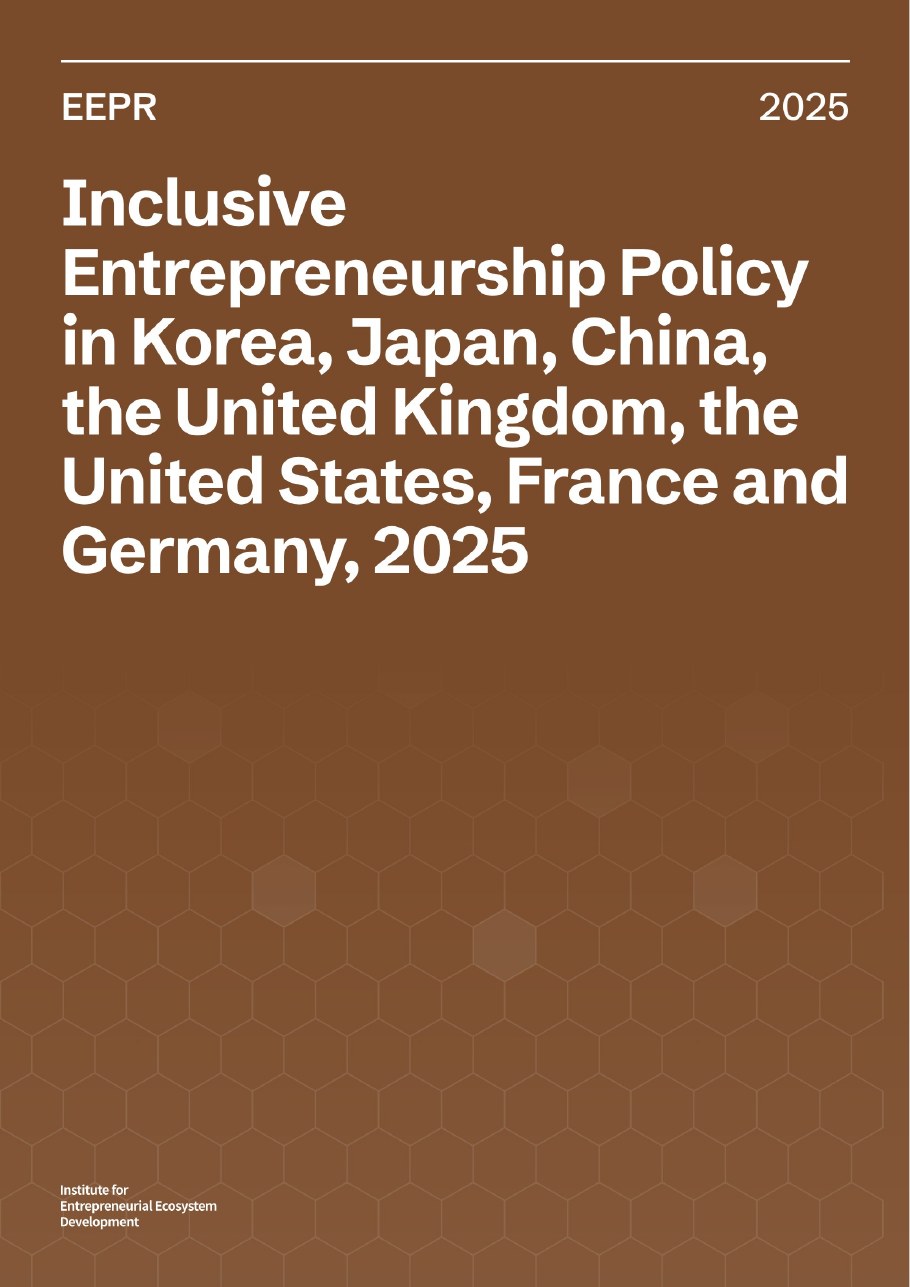 EEPR
2025
Inclusive
Entrepreneurship Policy
in Korea, Japan, China,
the United Kingdom, the
United States, France and
Germany, 2025
Institute for
Entrepreneurial Ecosystem
Development